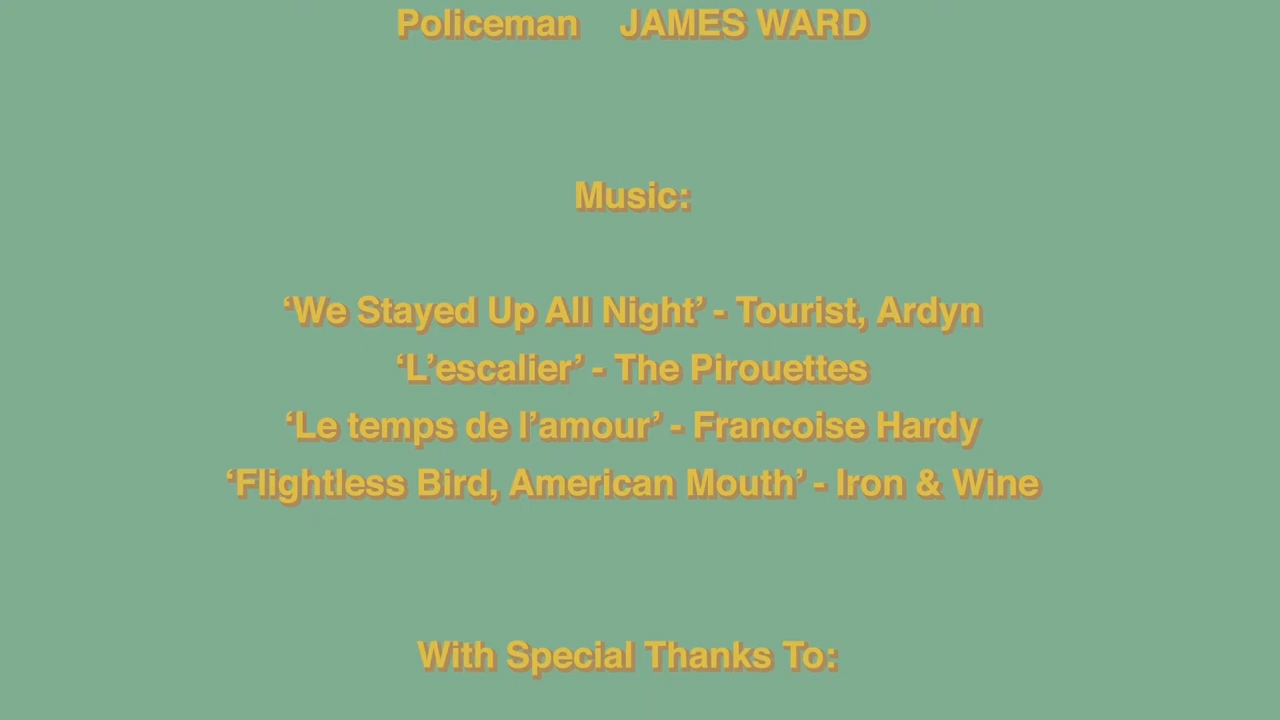 Policeman JAMES WARD
Music:
‘We Stayed Up All Night’ - Tourist, Ardyn
‘L’escalier’ - The Pirouettes
‘Le temps de l’amour’ - Francoise Hardy
‘Flightless Bird, American Mouth’ - Iron & Wine
With Special Thanks To: